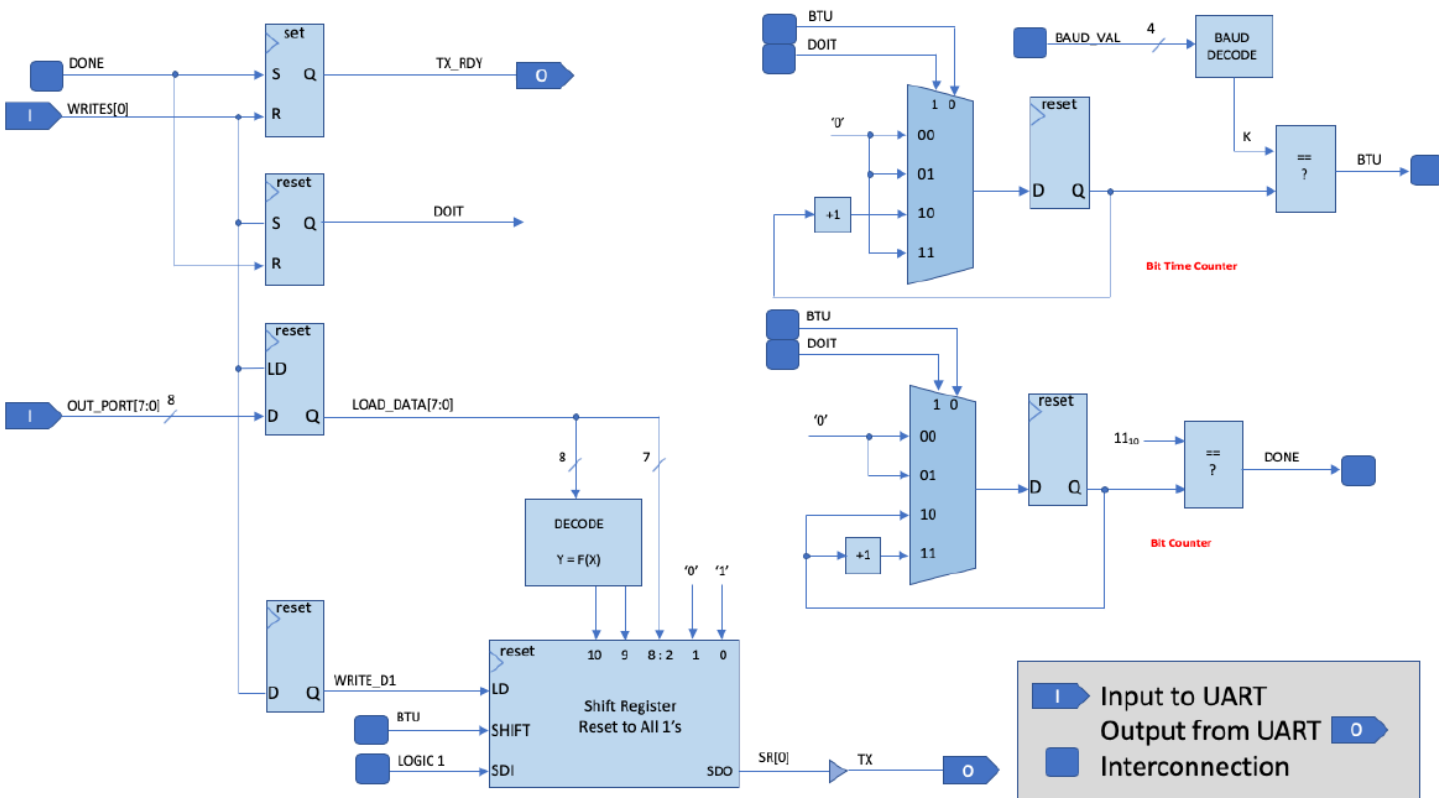 set
DONE
S Q
TX_RDY
O
I
WRITES[0]
R
reset
S Q
DOIT
R
reset
LD
I
OUT_PORT[7:0]
8
D Q
LOAD_DATA[7:0]
8
7
DECODE
Y = F(X)
'0'
'1'
reset
D Q
WRITE_D1
reset
10 9 8 : 2 1 0
LD
Shift Register
Reset to All 1's
BTU
SHIFT
LOGIC 1
SDI
SDO
SR[0]
TX
O
BTU
DOIT
1 0
'0'
00
01
+1
10
11
reset
D Q
BAUD_VAL
4
BAUD
DECODE
K
==
?
BTU
Bit Time Counter
BTU
DOIT
1 0
'0'
00
01
10
+1
11
reset
D Q
11₁₀
==
?
DONE
Bit Counter
I
Input to UART
Output from UART
O
Interconnection